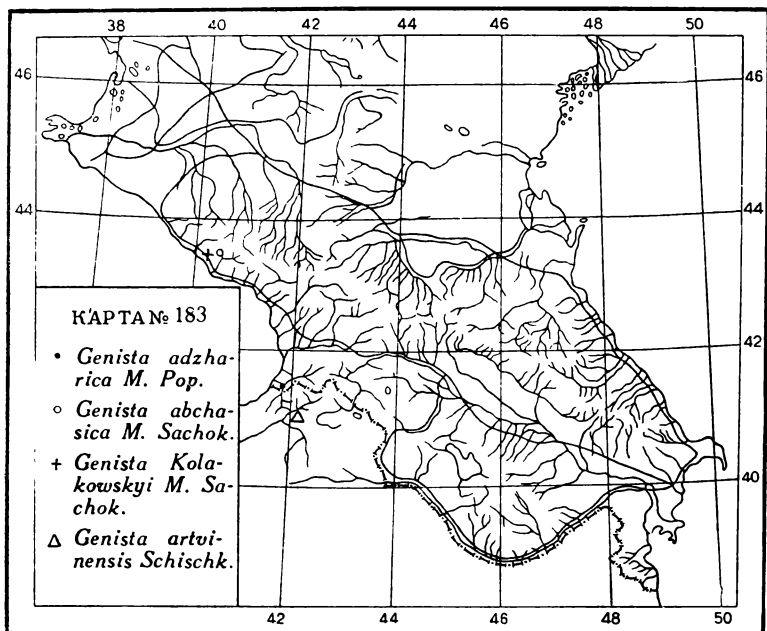 38 40 42 44 46 48 50
46 46
44 44
42
40
КАРТА № 183
• Genista adzha-
rica M. Pop.
○ Genista abcha-
sica M. Sachok.
+ Genista Kola-
kowskyi M. Sa-
chok.
△ Genista artvi-
nensis Schischk.
42 44 46 48 50